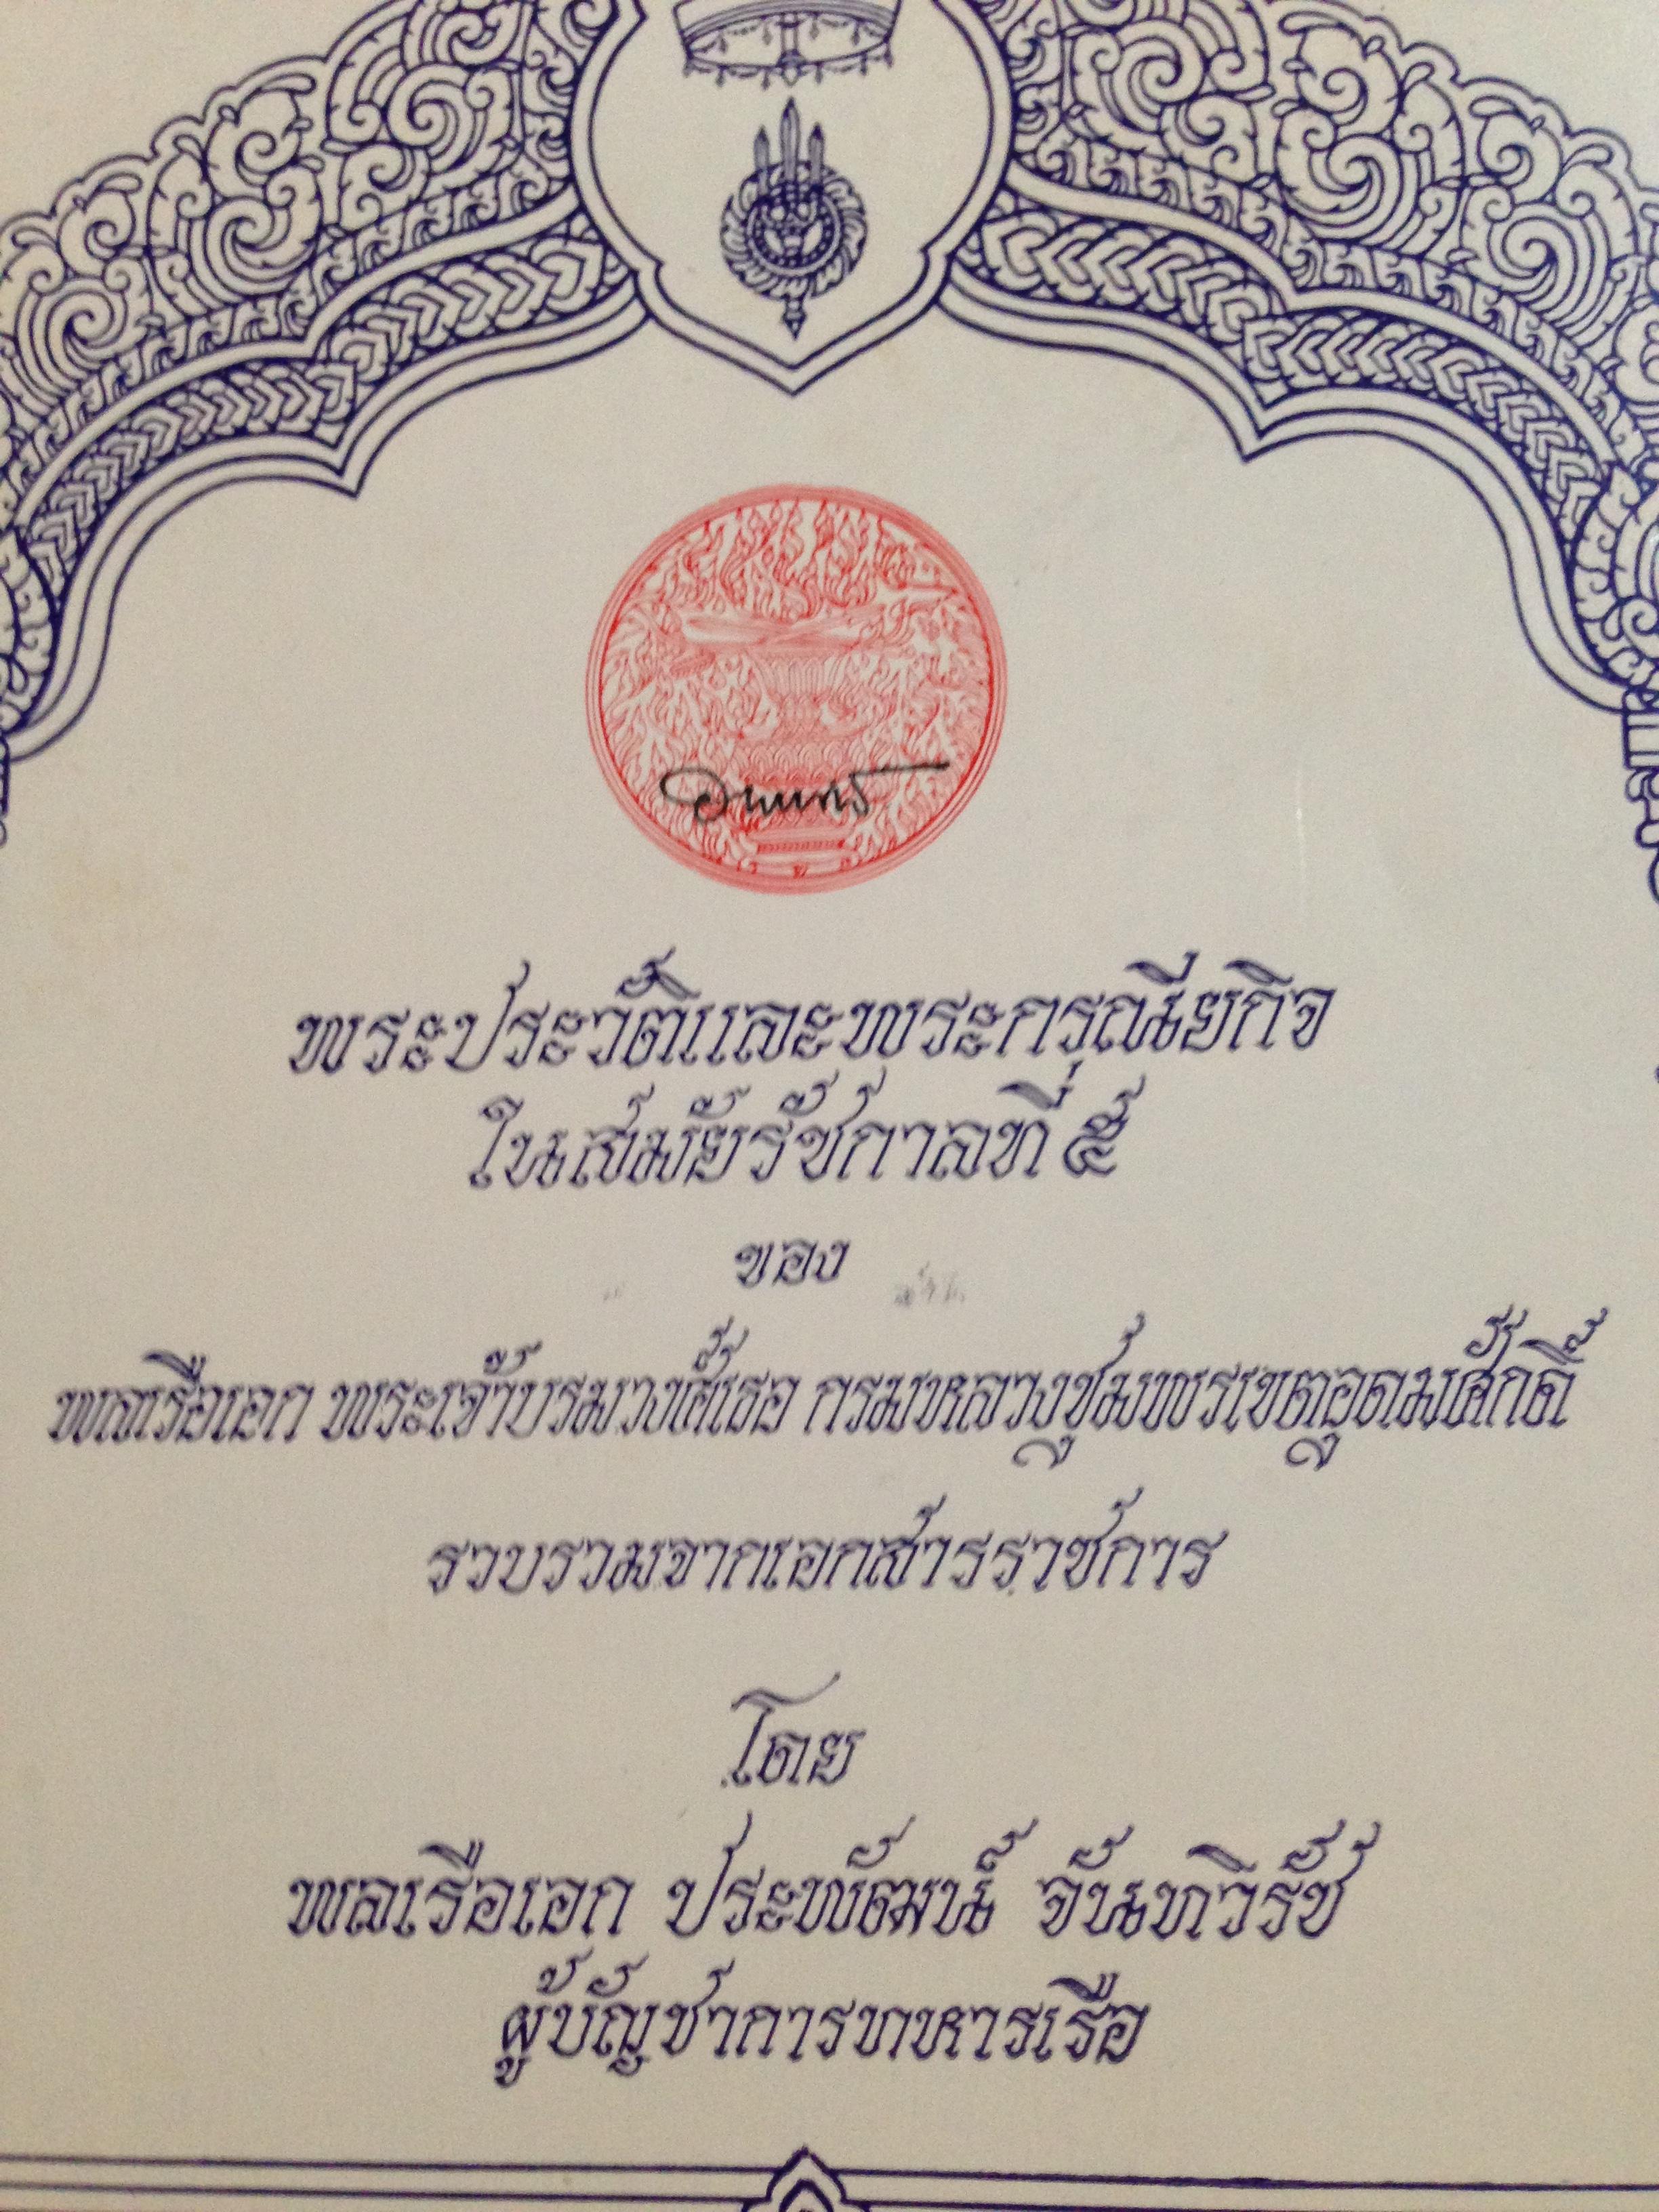 พระประวัติและพระกรุณียกิจ
ในสมัยรัชกาลที่ ๕
ของ
พลเรือเอก พระเจ้าบรมวงศ์เธอ กรมหลวงชุมพรเขตอุดมศักดิ์
รวบรวมจากเอกสารราชการ
โดย
พลเรือเอก ประพัฒน์ จันทวิรัช
ผู้บัญชาการทหารเรือ